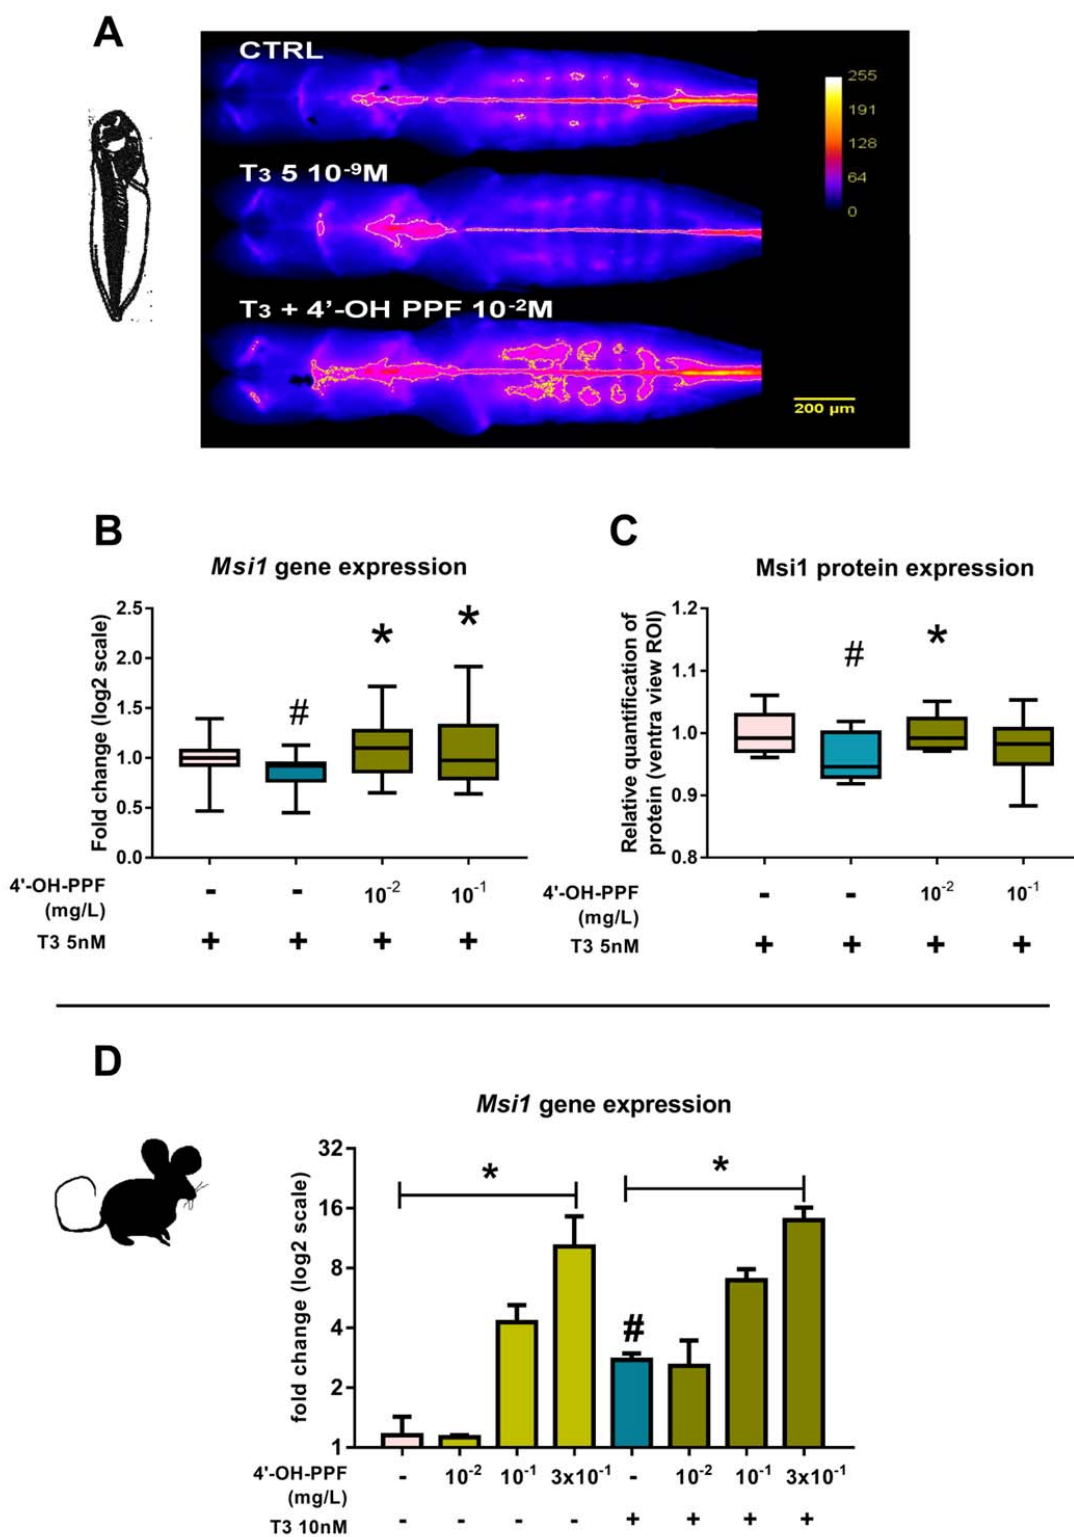 A
CTRL
T3 5 10⁻⁹M
T3 + 4'-OH PPF 10⁻²M
255
191
128
64
0
200 µm
B
Msi1 gene expression
Fold change (log2 scale)
2.5
2.0
1.5
1.0
0.5
0.0
#
*
*
4'-OH-PPF
(mg/L)
- - 10⁻² 10⁻¹
T3 5nM + + + +
C
Msi1 protein expression
Relative quantification of
protein (ventra view ROI)
1.2
1.1
1.0
0.9
0.8
#
*
4'-OH-PPF
(mg/L)
- - 10⁻² 10⁻¹
T3 5nM + + + +
D
Msi1 gene expression
fold change (log2 scale)
32
16
8
4
2
1
*
*
#
4'-OH-PPF
(mg/L)
- 10⁻² 10⁻¹ 3x10⁻¹ - 10⁻² 10⁻¹ 3x10⁻¹
T3 10nM - - - - + + + +